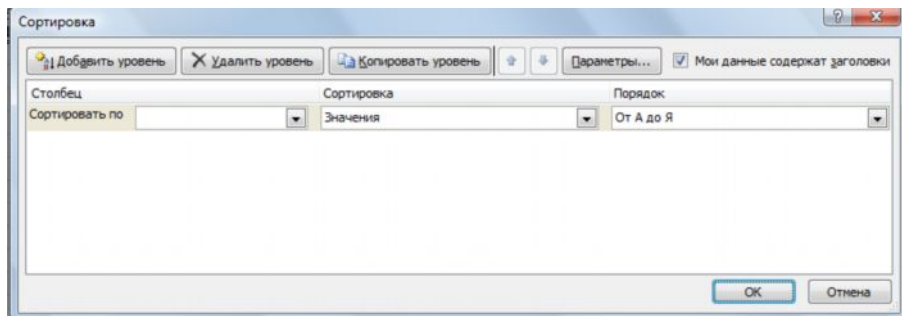 Сортировка
Добавить уровень Удалить уровень Копировать уровень Параметры... Мои данные содержат заголовки
Столбец Сортировка Порядок
Сортировать по Значения От А до Я
ОК Отмена